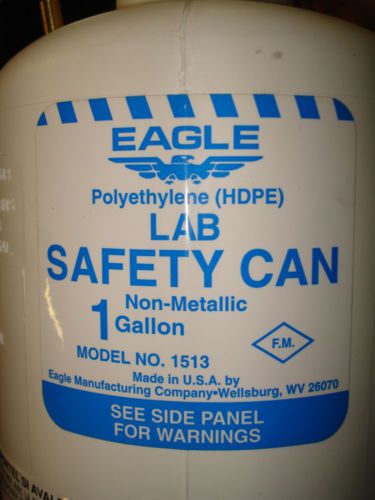 EAGLE
Polyethylene (HDPE)
LAB
SAFETY CAN
1 Non-Metallic
Gallon
F.M.
MODEL NO. 1513
Made in U.S.A. by
Eagle Manufacturing Company•Wellsburg, WV 26070
SEE SIDE PANEL
FOR WARNINGS